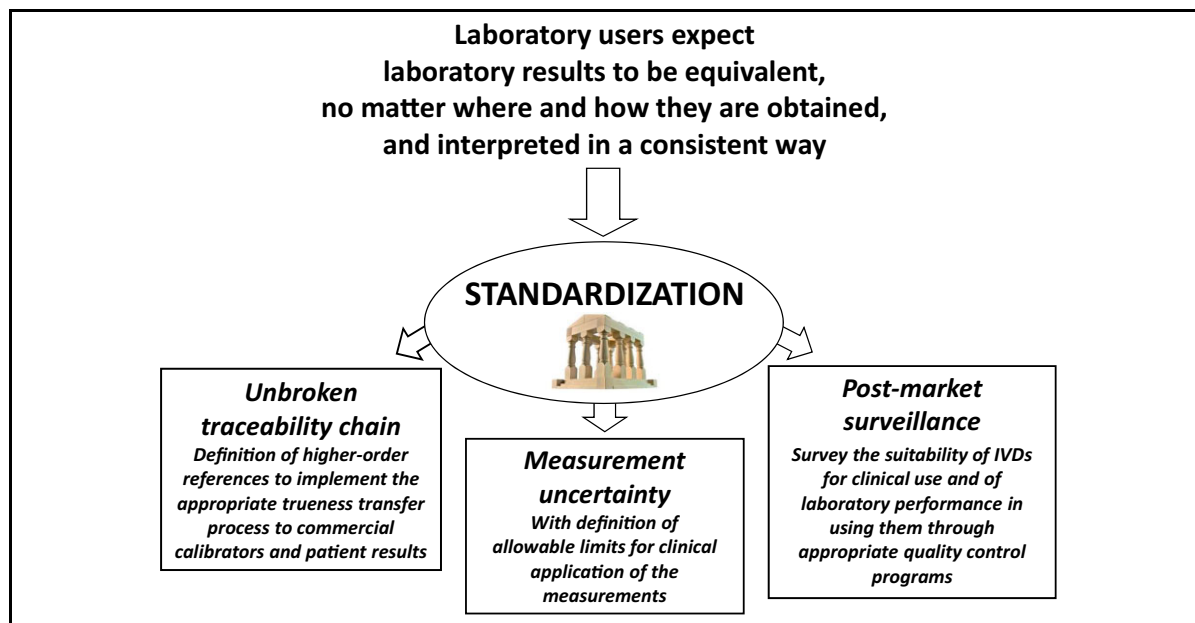 Laboratory users expect
laboratory results to be equivalent,
no matter where and how they are obtained,
and interpreted in a consistent way
STANDARDIZATION
Unbroken
traceability chain
Definition of higher-order
references to implement the
appropriate trueness transfer
process to commercial
calibrators and patient results
Measurement
uncertainty
With definition of
allowable limits for clinical
application of the
measurements
Post-market
surveillance
Survey the suitability of IVDs
for clinical use and of
laboratory performance in
using them through
appropriate quality control
programs